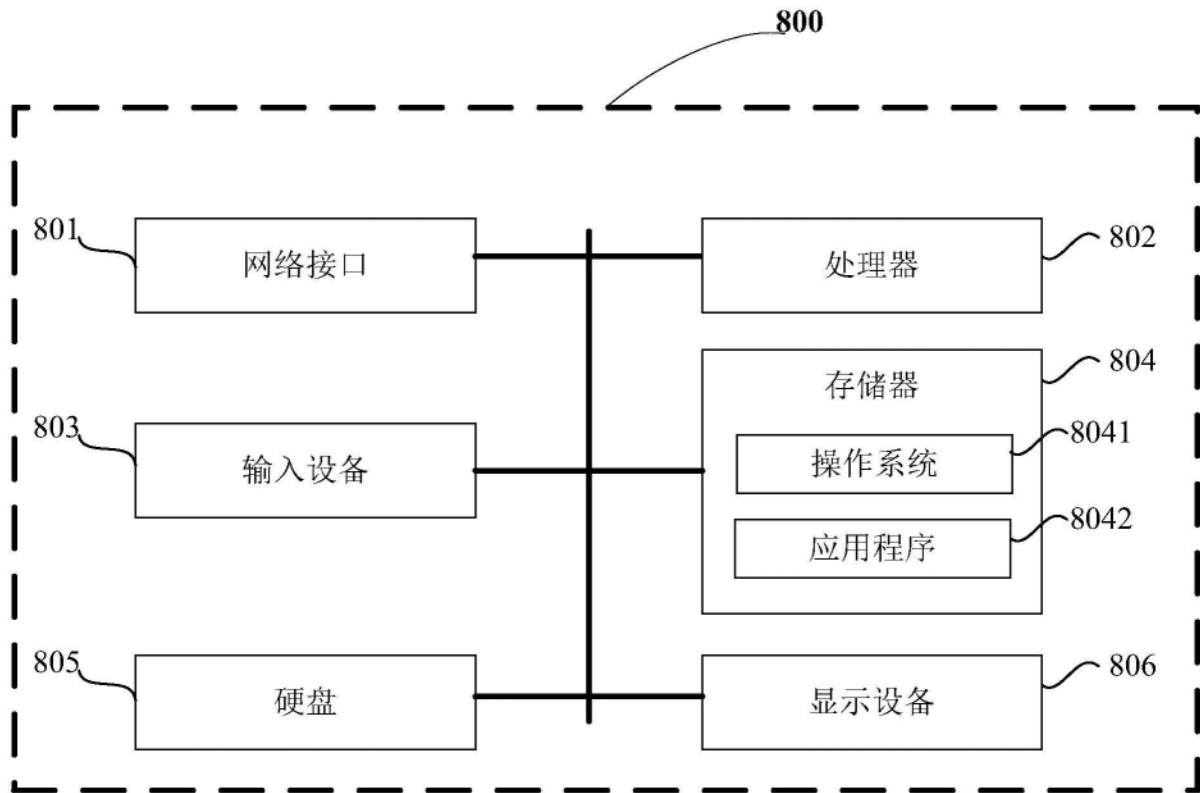 800
801
网络接口
处理器
802
803
输入设备
存储器
804
操作系统
8041
应用程序
8042
805
硬盘
显示设备
806